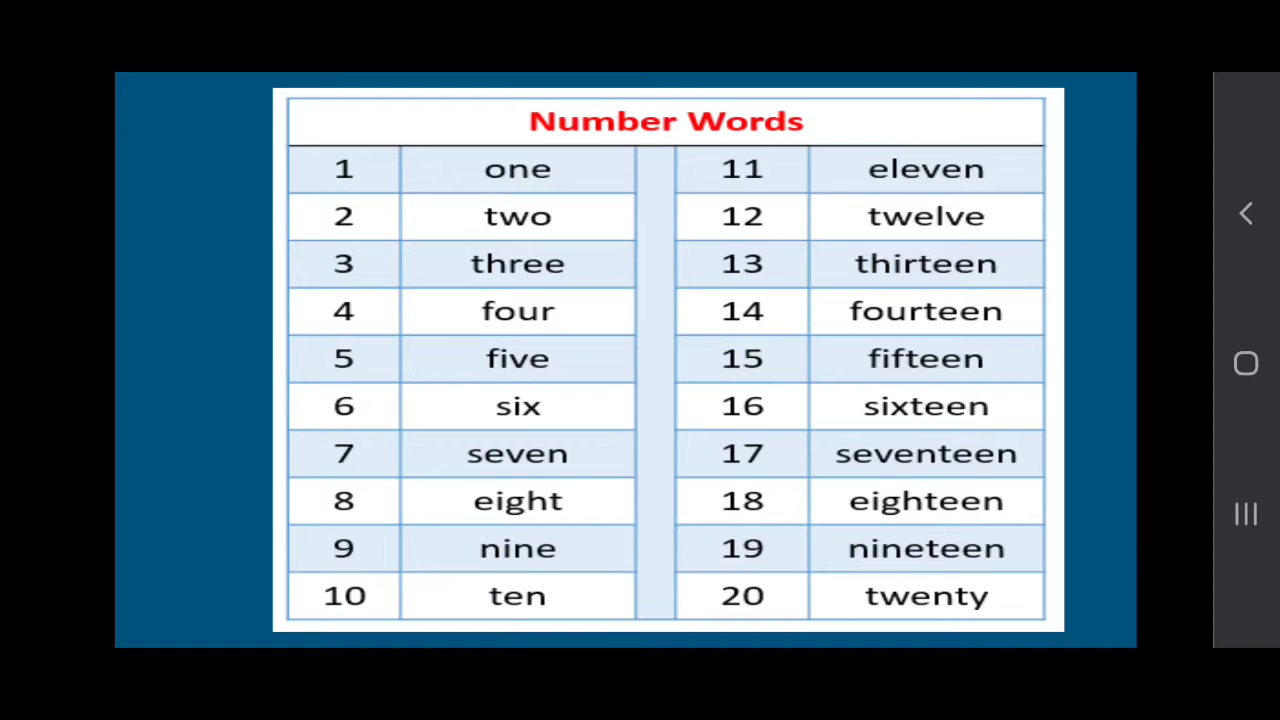 Number Words
1 one 11 eleven
2 two 12 twelve
3 three 13 thirteen
4 four 14 fourteen
5 five 15 fifteen
6 six 16 sixteen
7 seven 17 seventeen
8 eight 18 eighteen
9 nine 19 nineteen
10 ten 20 twenty